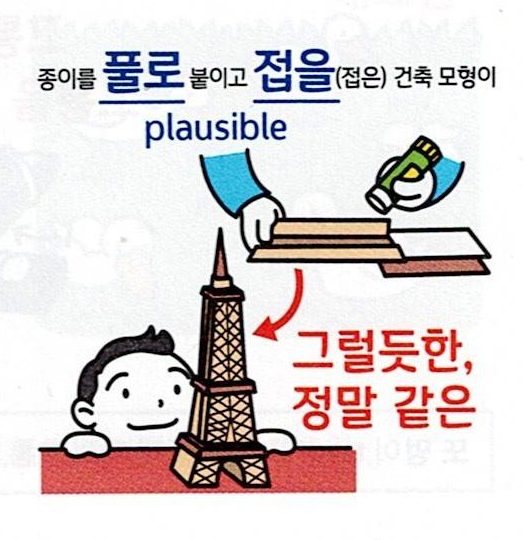 종이를 풀로 붙이고 접을(접은) 건축 모형이
plausible
그럴듯한,
정말 같은